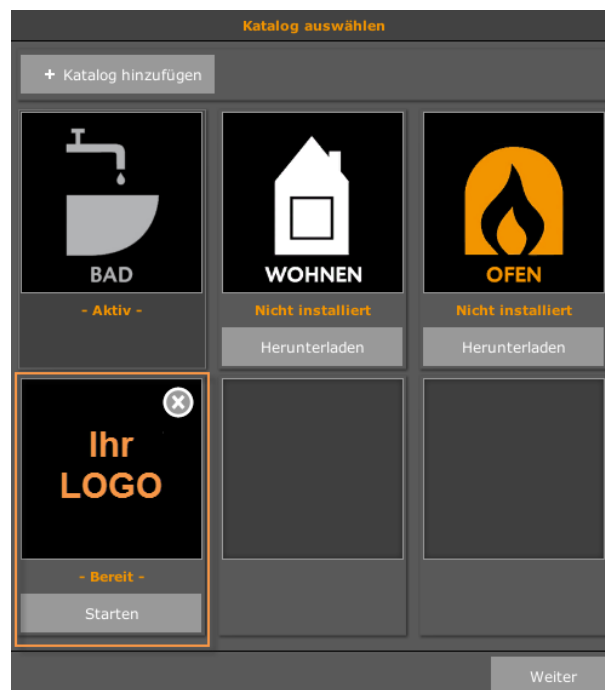 Katalog auswählen
+ Katalog hinzufügen
BAD
WOHNEN
OFEN
- Aktiv -
Nicht installiert
Nicht installiert
Herunterladen
Herunterladen
Ihr
LOGO
- Bereit -
Starten
Weiter